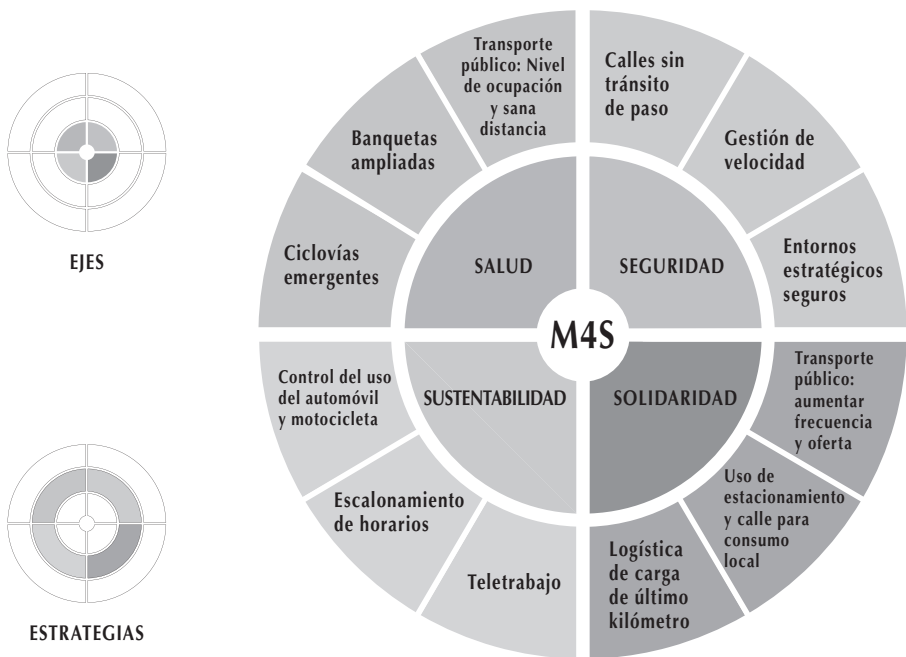 EJES
ESTRATEGIAS
M4S
SALUD
Ciclovías
emergentes
Banquetas
ampliadas
Transporte
público: Nivel
de ocupación
y sana
distancia
SEGURIDAD
Calles sin
tránsito
de paso
Gestión de
velocidad
Entornos
estratégicos
seguros
SUSTENTABILIDAD
Control del uso
del automóvil
y motocicleta
Escalonamiento
de horarios
Teletrabajo
SOLIDARIDAD
Transporte
público:
aumentar
frecuencia
y oferta
Uso de
estacionamiento
y calle para
consumo
local
Logística
de carga
de último
kilómetro